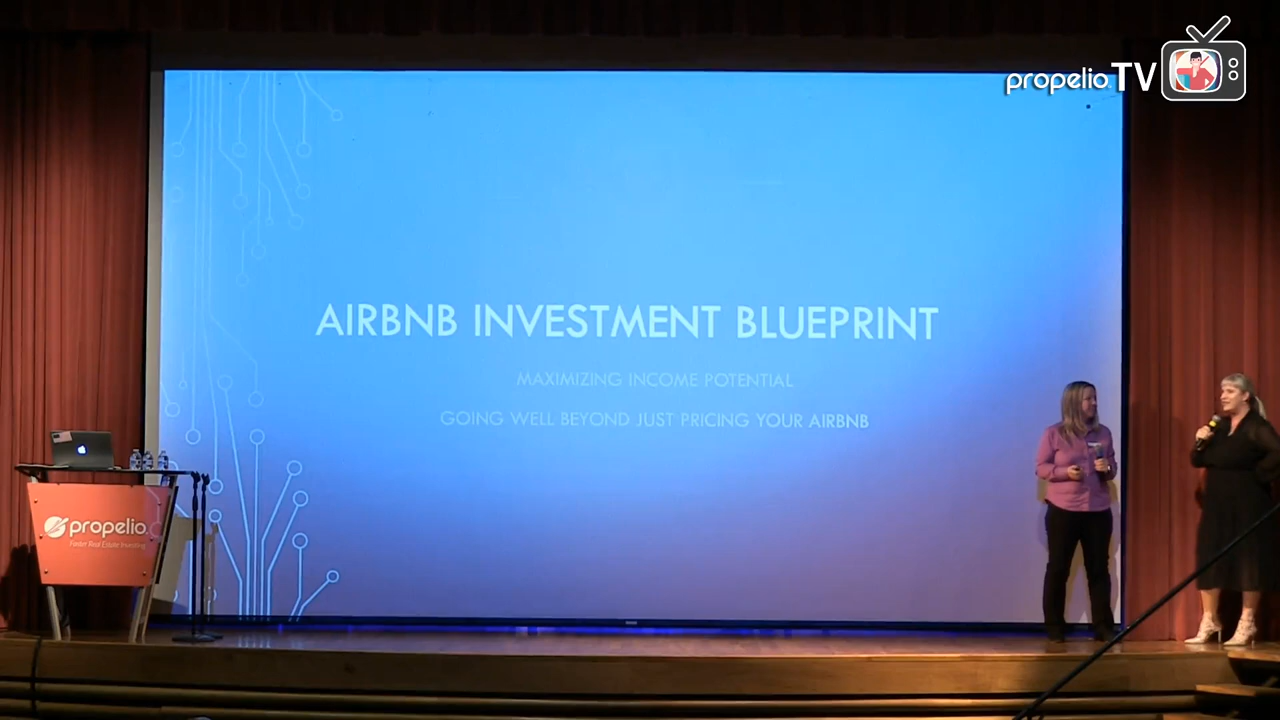 propelio TV
AIRBNB INVESTMENT BLUEPRINT
MAXIMIZING INCOME POTENTIAL
GOING WELL BEYOND JUST PRICING YOUR AIRBNB
propelio
Faster Real Estate Investing